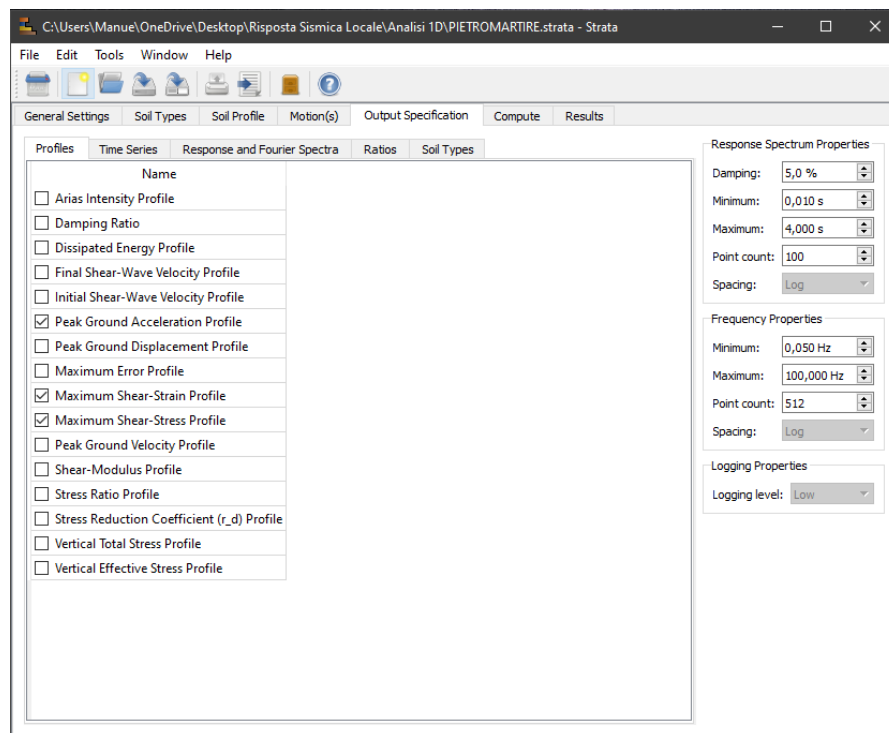 C:\Users\Manue\OneDrive\Desktop\Risposta Sismica Locale\Analisi 1D\PIETROMARTIRE.strata - Strata
File Edit Tools Window Help
General Settings Soil Types Soil Profile Motion(s) Output Specification Compute Results
Profiles Time Series Response and Fourier Spectra Ratios Soil Types
Name
Arias Intensity Profile
Damping Ratio
Dissipated Energy Profile
Final Shear-Wave Velocity Profile
Initial Shear-Wave Velocity Profile
Peak Ground Acceleration Profile
Peak Ground Displacement Profile
Maximum Error Profile
Maximum Shear-Strain Profile
Maximum Shear-Stress Profile
Peak Ground Velocity Profile
Shear-Modulus Profile
Stress Ratio Profile
Stress Reduction Coefficient (r_d) Profile
Vertical Total Stress Profile
Vertical Effective Stress Profile
Response Spectrum Properties
Damping: 5,0 %
Minimum: 0,010 s
Maximum: 4,000 s
Point count: 100
Spacing: Log
Frequency Properties
Minimum: 0,050 Hz
Maximum: 100,000 Hz
Point count: 512
Spacing: Log
Logging Properties
Logging level: Low